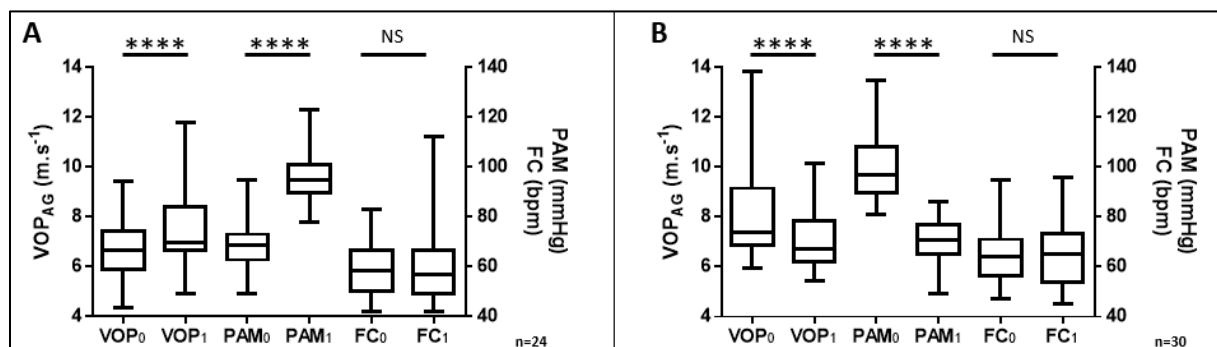 A
**** **** NS
14
12
10
8
6
4
VOP_AG (m.s⁻¹)
140
120
100
80
60
40
PAM (mmHg)
FC (bpm)
VOP₀ VOP₁ PAM₀ PAM₁ FC₀ FC₁
n=24
B
**** **** NS
14
12
10
8
6
4
VOP_AG (m.s⁻¹)
140
120
100
80
60
40
PAM (mmHg)
FC (bpm)
VOP₀ VOP₁ PAM₀ PAM₁ FC₀ FC₁
n=30